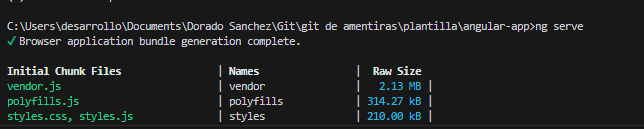 C:\Users\desarrollo\Documents\Dorado Sanchez\Git\git de amentiras\plantilla\angular-app>ng serve
✓ Browser application bundle generation complete.
Initial Chunk Files | Names | Raw Size
vendor.js | vendor | 2.13 MB |
polyfills.js | polyfills | 314.27 kB |
styles.css, styles.js | styles | 210.00 kB |